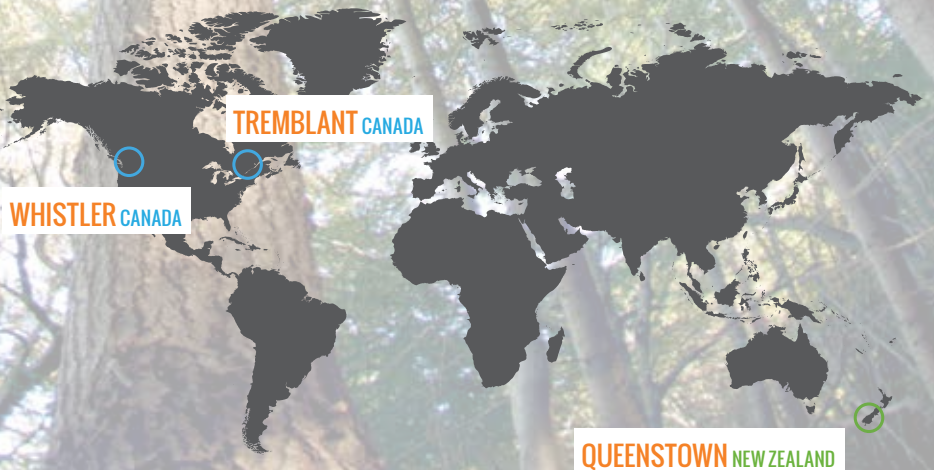 TREMBLANT CANADA
WHISTLER CANADA
QUEENSTOWN NEW ZEALAND